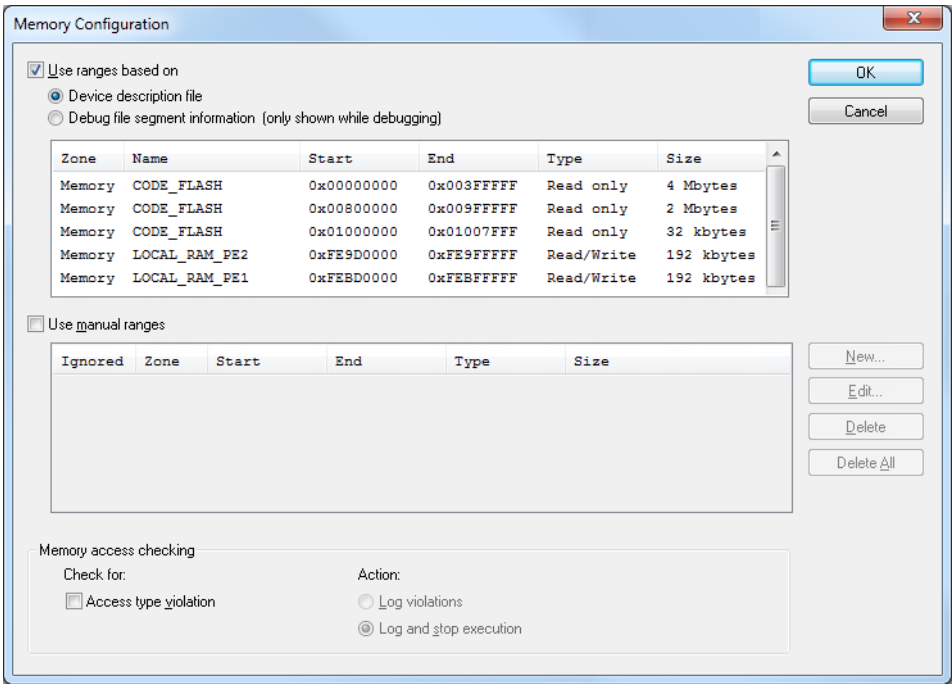 Memory Configuration
Use ranges based on
OK
Device description file
Debug file segment information (only shown while debugging)
Cancel
Zone Name Start End Type Size
Memory CODE_FLASH 0x00000000 0x003FFFFF Read only 4 Mbytes
Memory CODE_FLASH 0x00800000 0x009FFFFF Read only 2 Mbytes
Memory CODE_FLASH 0x01000000 0x01007FFF Read only 32 kbytes
Memory LOCAL_RAM_PE2 0xFE9D0000 0xFE9FFFFF Read/Write 192 kbytes
Memory LOCAL_RAM_PE1 0xFEBD0000 0xFEBFFFFF Read/Write 192 kbytes
Use manual ranges
Ignored Zone Start End Type Size
New...
Edit...
Delete
Delete All
Memory access checking
Check for: Action:
Access type violation Log violations
Log and stop execution